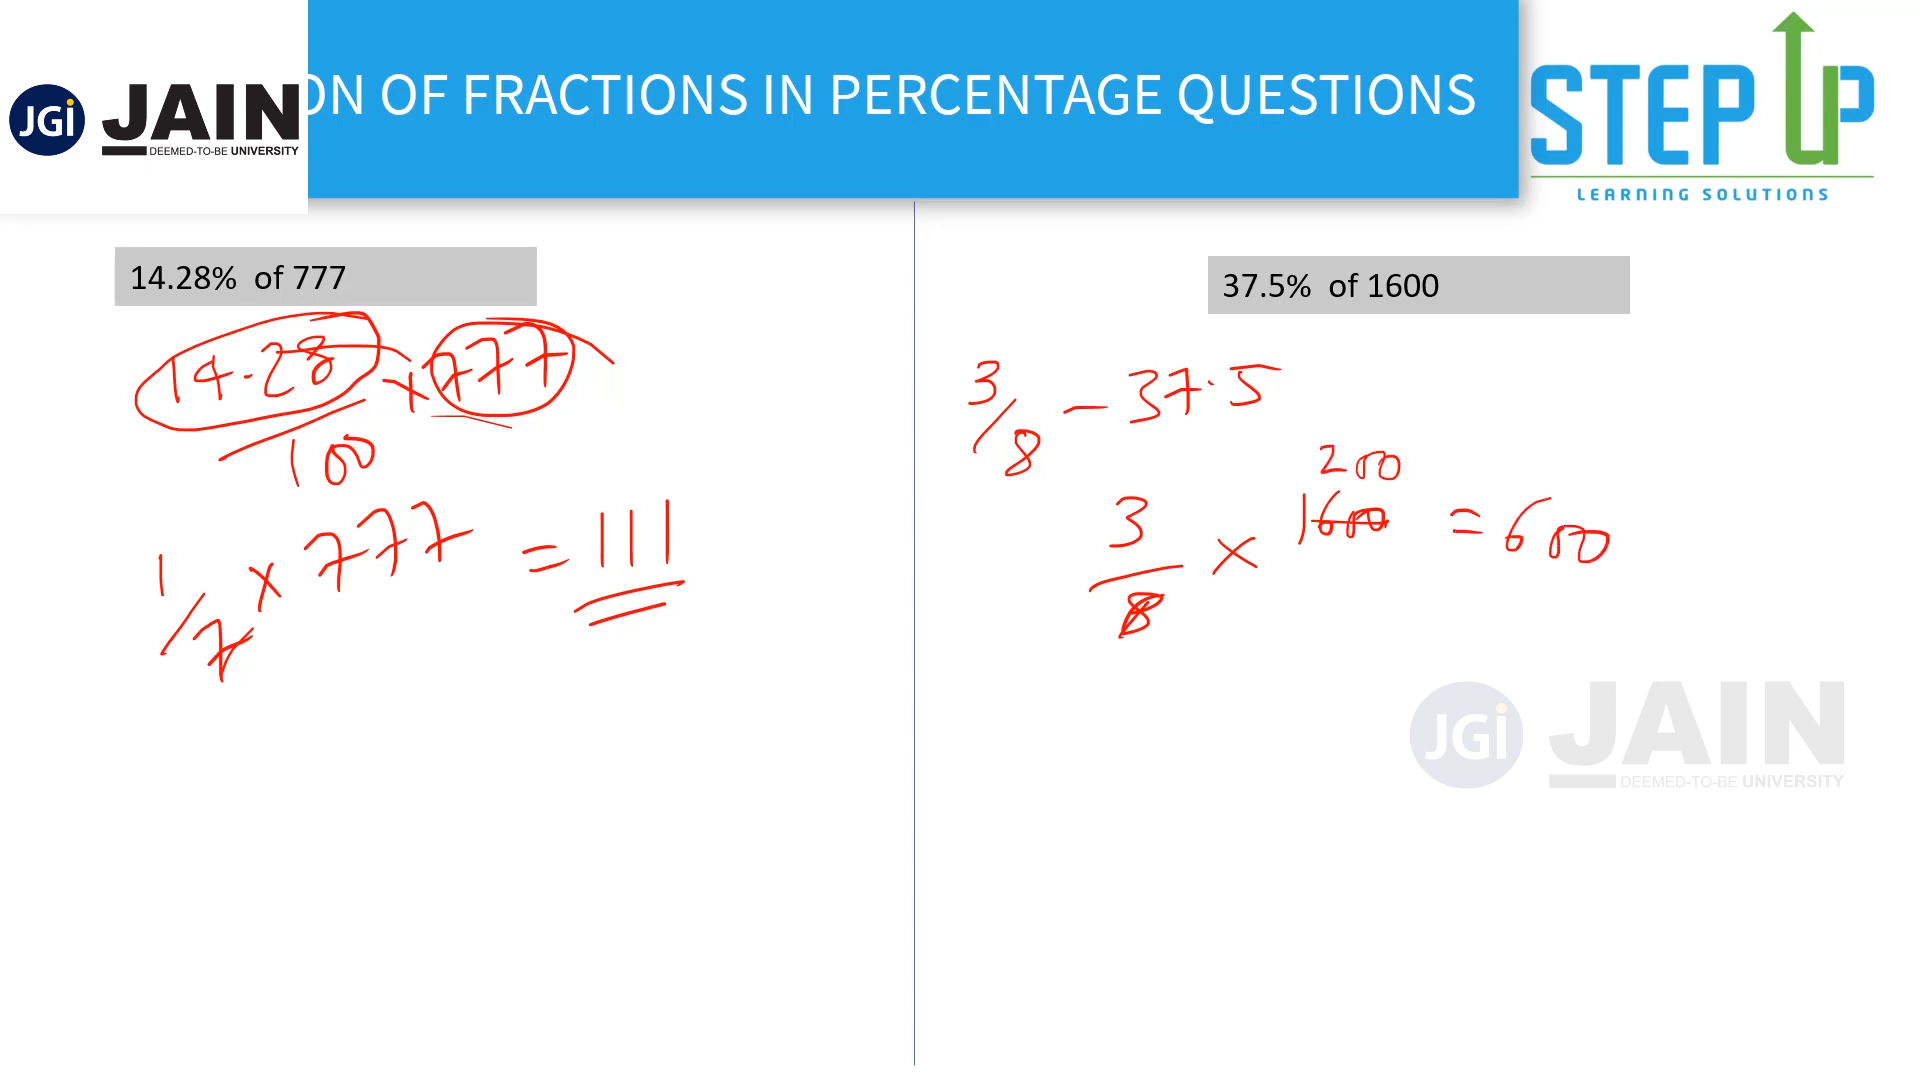 JGi JAIN
DEEMED-TO-BE UNIVERSITY
ON OF FRACTIONS IN PERCENTAGE QUESTIONS
STEP UP
LEARNING SOLUTIONS
14.28% of 777
14.28/100 × 777
1/7 × 777 = 111
37.5% of 1600
3/8 – 37.5
200
3/8 × 1600 = 600
JGi JAIN
DEEMED-TO-BE UNIVERSITY